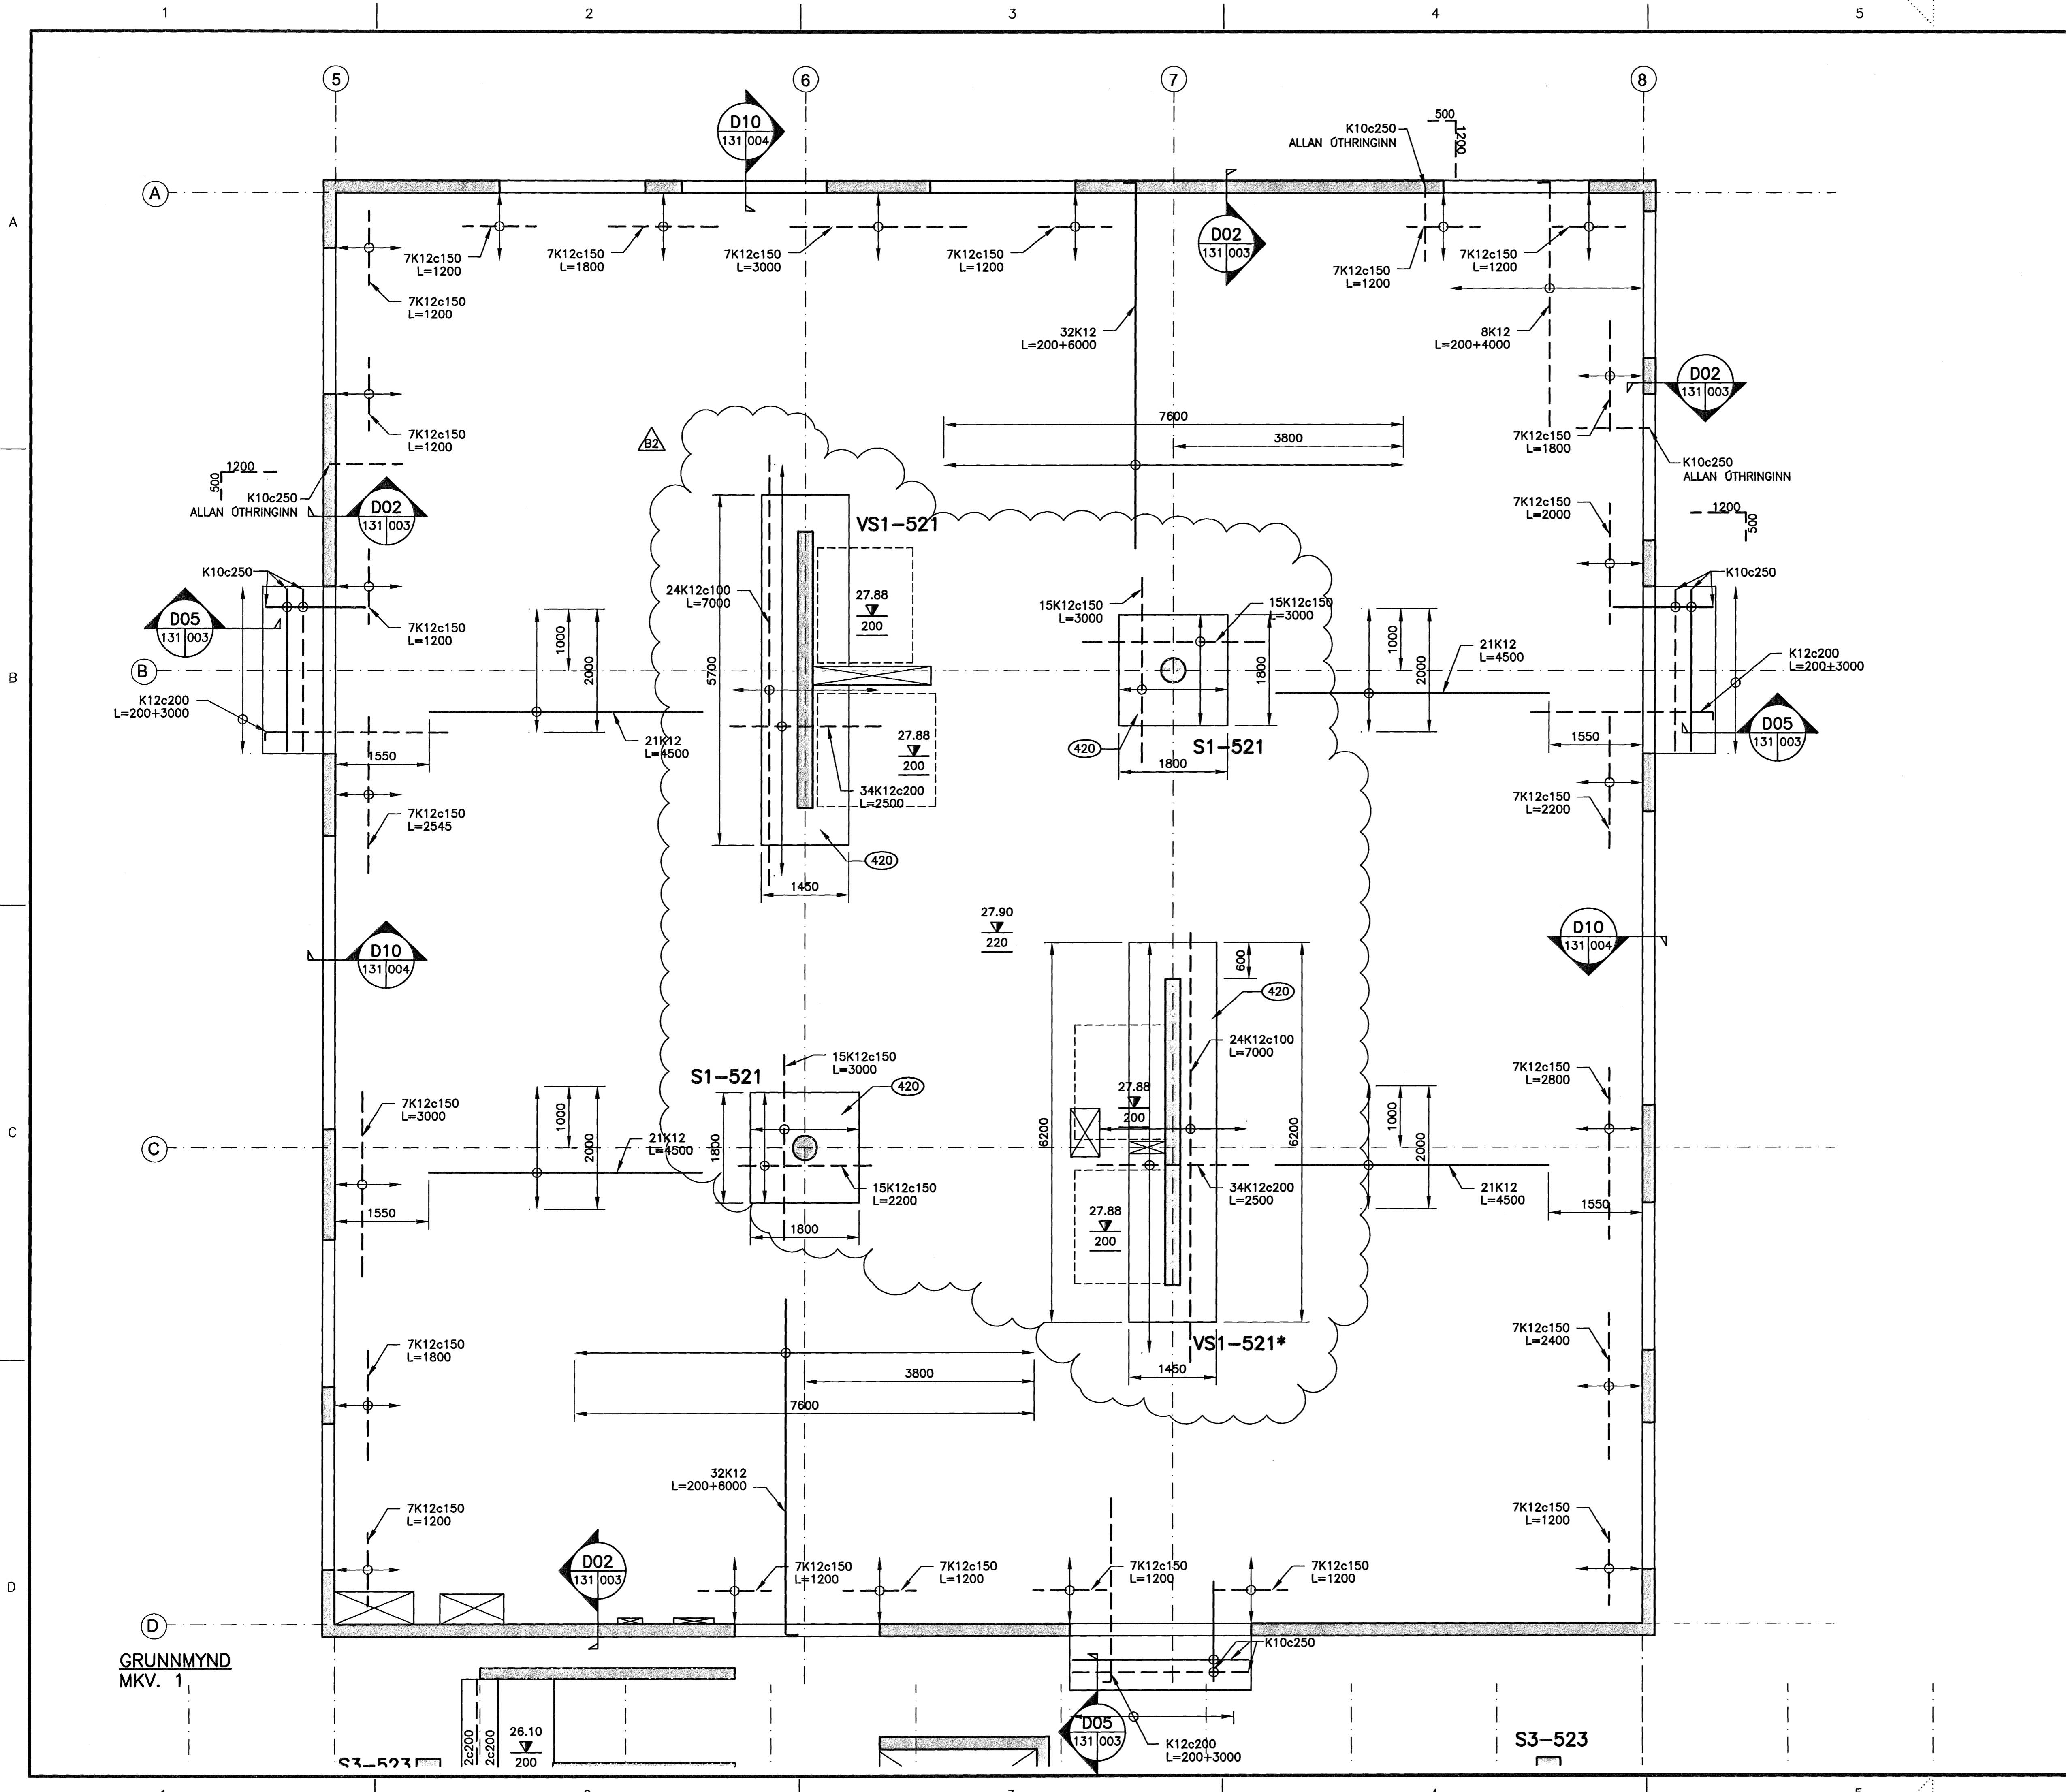 1 2 3 4 5
5 6 7 8
D10
131 004
K10c250
ALLAN ÚTHRINGINN
500
1200
A
A
7K12c150
L=1200
7K12c150
L=1800
7K12c150
L=3000
7K12c150
L=1200
D02
131 003
7K12c150
L=1200
7K12c150
L=1200
7K12c150
L=1200
32K12
L=200+6000
8K12
L=200+4000
D02
131 003
7600
3800
B2
7K12c150
L=1200
7K12c150
L=1800
1200
500
K10c250
ALLAN ÚTHRINGINN
D02
131 003
K10c250
ALLAN ÚTHRINGINN
7K12c150
L=2000
1200
500
VS1-521
K10c250
K10c250
D05
131 003
7K12c150
L=1200
24K12c100
L=7000
27.88
200
15K12c150
L=3000
15K12c150
L=3000
1000
2000
5700
1800
1000
2000
21K12
L=4500
K12c200
L=200+3000
B
B
K12c200
L=200+3000
21K12
L=4500
27.88
200
420
S1-521
1800
D05
131 003
1550
1550
34K12c200
L=2500
7K12c150
L=2545
7K12c150
L=2200
420
1450
27.90
220
D10
131 004
D10
131 004
600
420
24K12c100
L=7000
15K12c150
L=3000
S1-521
420
27.88
200
7K12c150
L=2800
7K12c150
L=3000
1000
2000
21K12
L=4500
1800
6200
6200
1000
2000
C
C
15K12c150
L=2200
34K12c200
L=2500
21K12
L=4500
1550
1800
27.88
200
1550
7K12c150
L=1800
VS1-521*
1450
7K12c150
L=2400
3800
7600
32K12
L=200+6000
7K12c150
L=1200
7K12c150
L=1200
D02
131 003
7K12c150
L=1200
7K12c150
L=1200
7K12c150
L=1200
7K12c150
L=1200
D
D
K10c250
GRUNNMYND
MKV. 1
2c200
2c200
26.10
200
D05
131 003
K12c200
L=200+3000
S3-523
S3-523